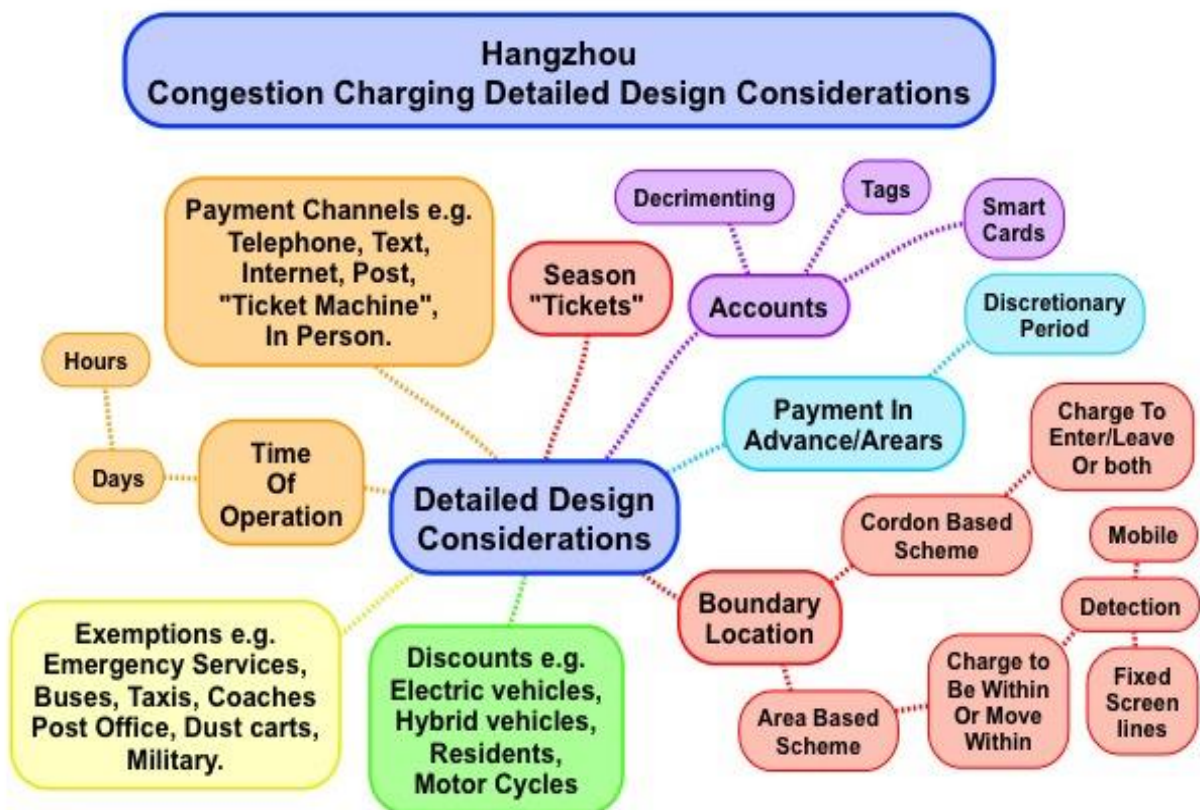 Hangzhou
Congestion Charging Detailed Design Considerations
Payment Channels e.g.
Telephone, Text,
Internet, Post,
"Ticket Machine",
In Person.
Season
"Tickets"
Decrimenting
Tags
Smart
Cards
Accounts
Discretionary
Period
Payment In
Advance/Arears
Hours
Days
Time
Of
Operation
Detailed Design
Considerations
Charge To
Enter/Leave
Or both
Cordon Based
Scheme
Boundary
Location
Mobile
Detection
Fixed
Screen
lines
Charge to
Be Within
Or Move
Within
Area Based
Scheme
Exemptions e.g.
Emergency Services,
Buses, Taxis, Coaches
Post Office, Dust carts,
Military.
Discounts e.g.
Electric vehicles,
Hybrid vehicles,
Residents,
Motor Cycles